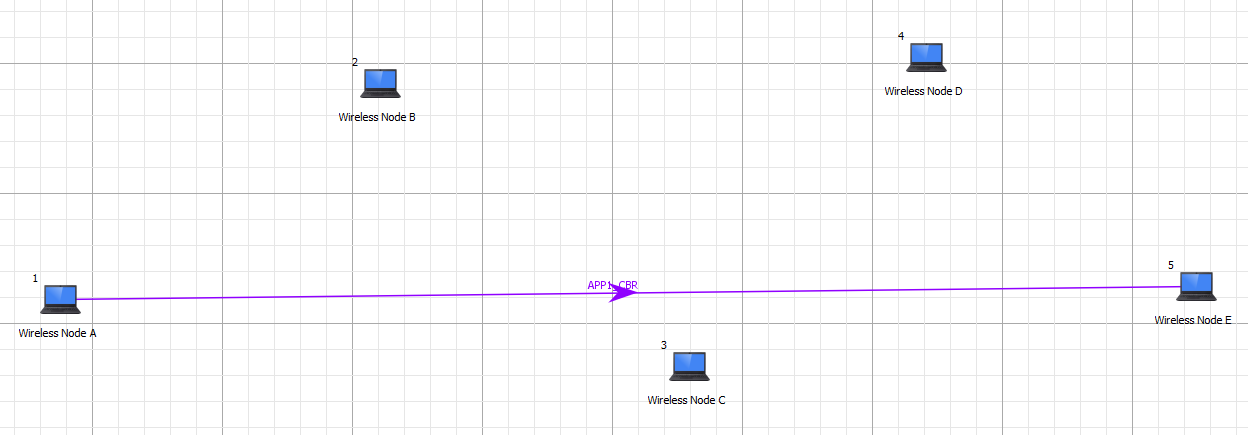 4
2
Wireless Node D
Wireless Node B
5
1
APP1_CBR
Wireless Node E
Wireless Node A
3
Wireless Node C